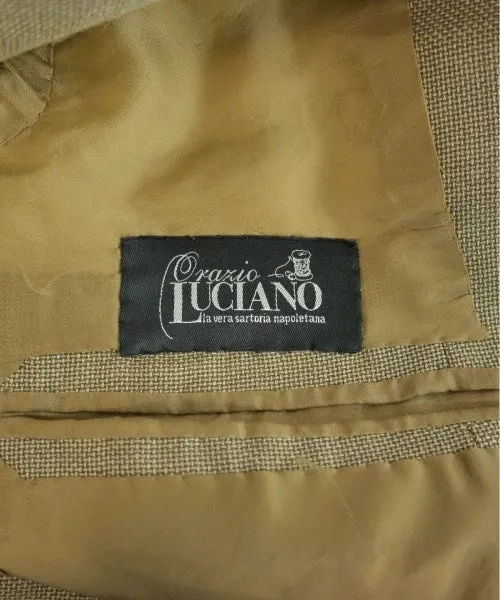 Orazio
LUCIANO
la vera sartoria napoletana